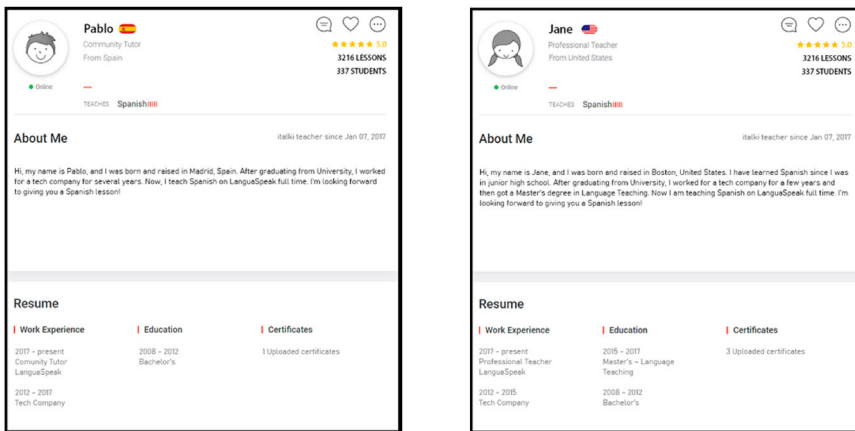 Pablo
Community Tutor
From Spain
5.0
3216 LESSONS
337 STUDENTS
Online
TEACHES Spanish
About Me
italki teacher since Jan 07, 2017
Hi, my name is Pablo, and I was born and raised in Madrid, Spain. After graduating from University, I worked
for a tech company for several years. Now, I teach Spanish on LanguaSpeak full time. I'm looking forward
to giving you a Spanish lesson!
Resume
Work Experience
2017 - present
Comunity Tutor
LanguaSpeak
2012 - 2017
Tech Company
Education
2008 - 2012
Bachelor's
Certificates
1 Uploaded certificates
Jane
Professional Teacher
From United States
5.0
3216 LESSONS
337 STUDENTS
Online
TEACHES Spanish
About Me
italki teacher since Jan 07, 2017
Hi, my name is Jane, and I was born and raised in Boston, United States. I have learned Spanish since I was
in junior high school. After graduating from University, I worked for a tech company for a few years and
then got a Master's degree in Language Teaching. Now I am teaching Spanish on LanguaSpeak full time. I'm
looking forward to giving you a Spanish lesson!
Resume
Work Experience
2017 - present
Professional Teacher
LanguaSpeak
2012 - 2015
Tech Company
Education
2015 - 2017
Master's - Language
Teaching
2008 - 2012
Bachelor's
Certificates
3 Uploaded certificates